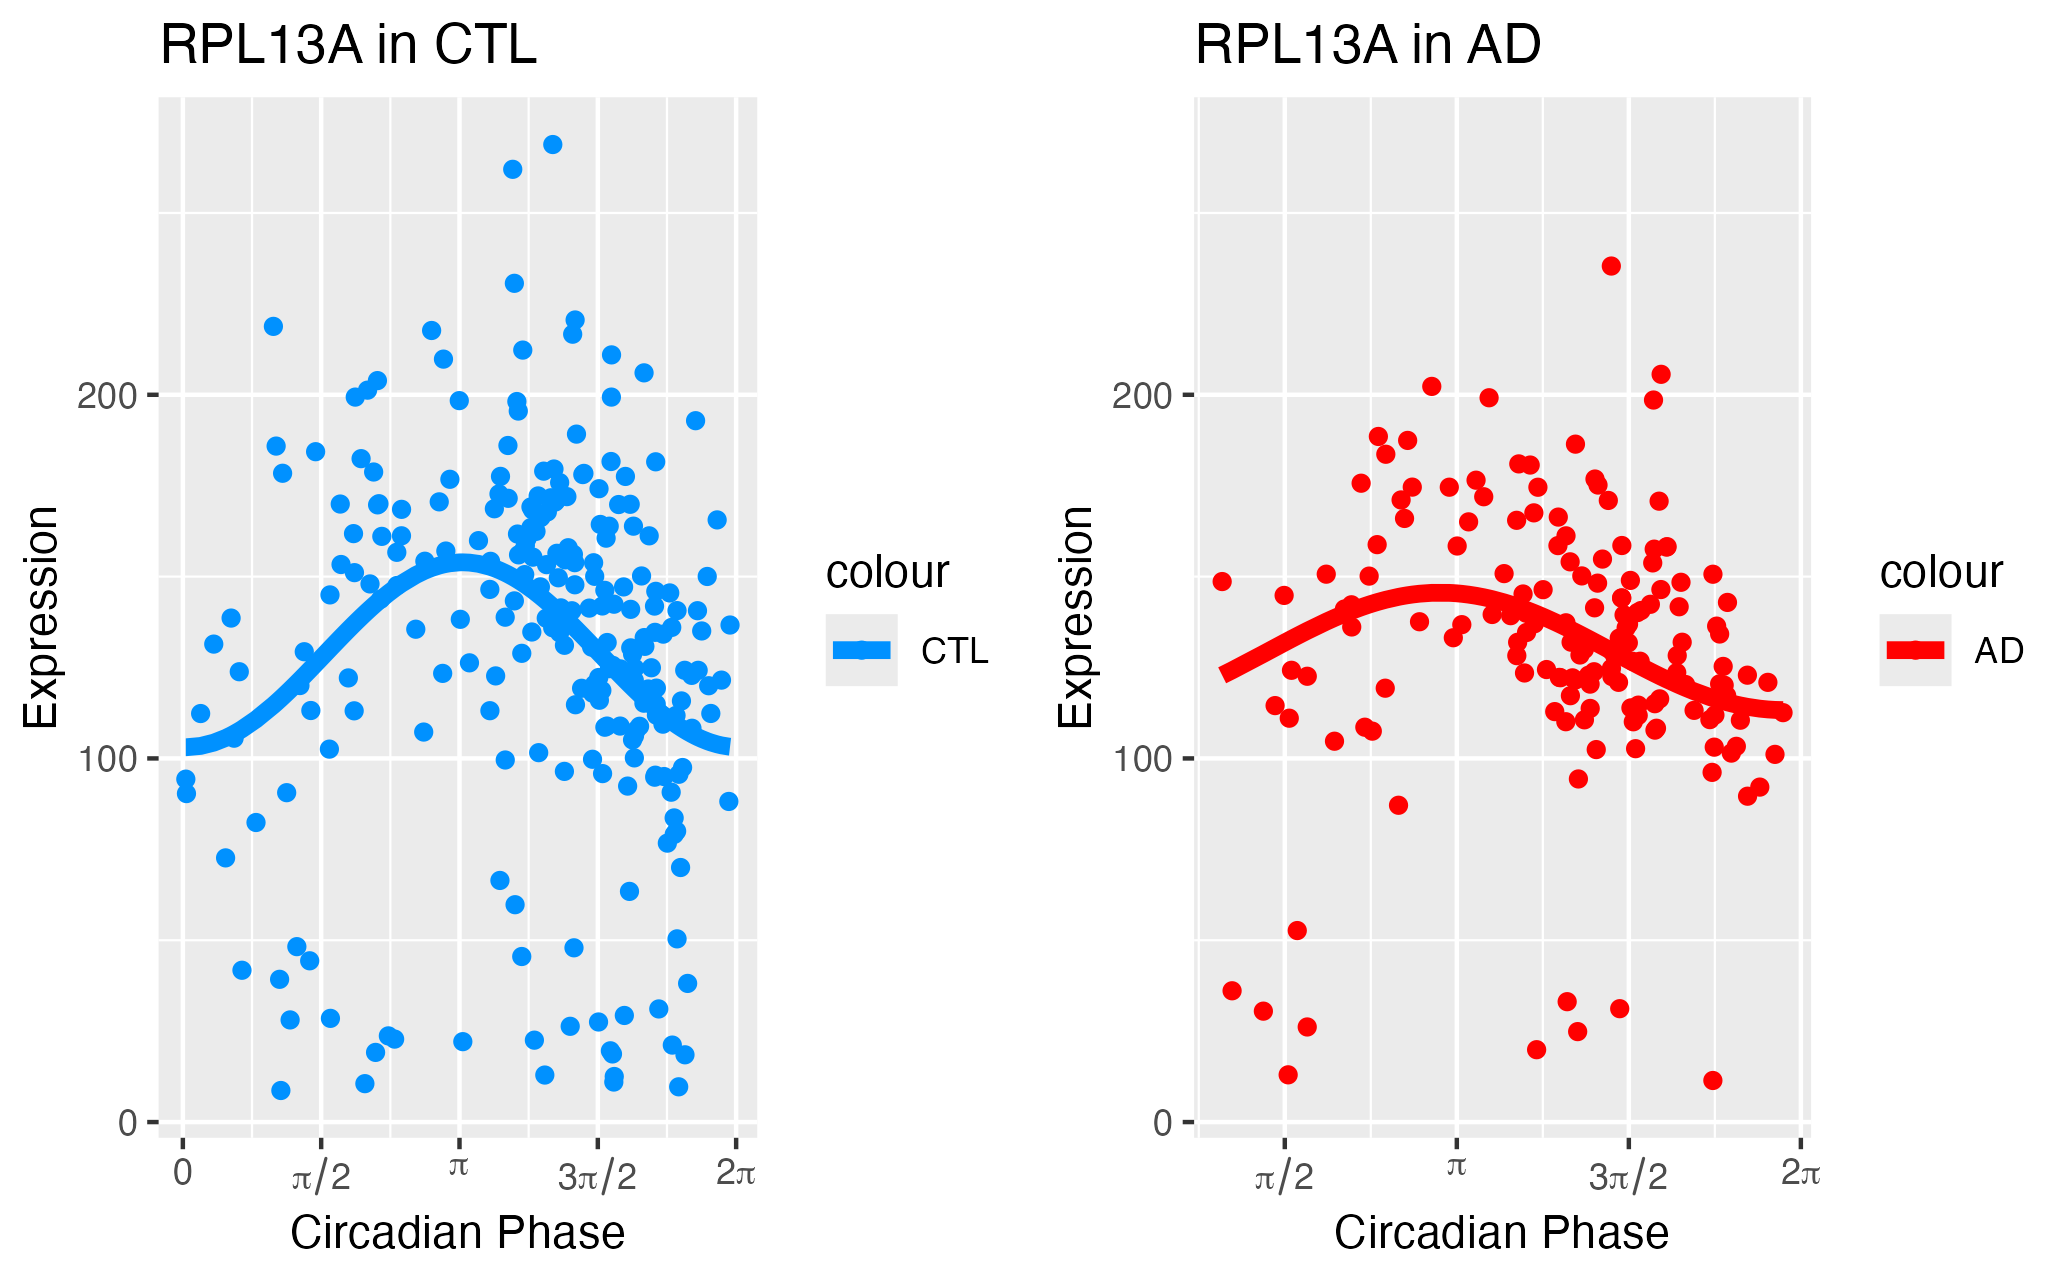 RPL13A in CTL
Expression
200
100
0
0
π/2
π
3π/2
2π
Circadian Phase
colour
CTL
RPL13A in AD
Expression
200
100
0
π/2
π
3π/2
2π
Circadian Phase
colour
AD